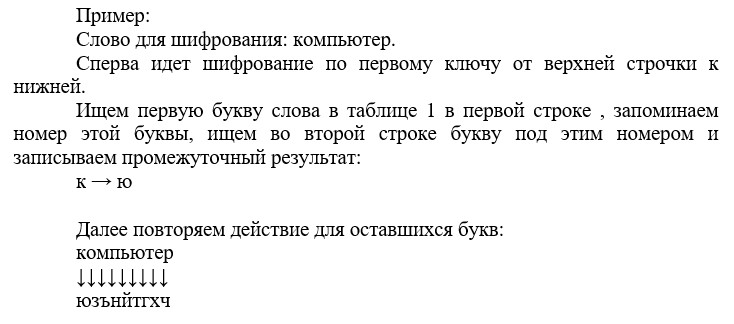 Пример:
Слово для шифрования: компьютер.
Сперва идет шифрование по первому ключу от верхней строчки к
нижней.
Ищем первую букву слова в таблице 1 в первой строке , запоминаем
номер этой буквы, ищем во второй строке букву под этим номером и
записываем промежуточный результат:
к → ю
Далее повторяем действие для оставшихся букв:
компьютер
↓↓↓↓↓↓↓↓↓
юзънйтгхч